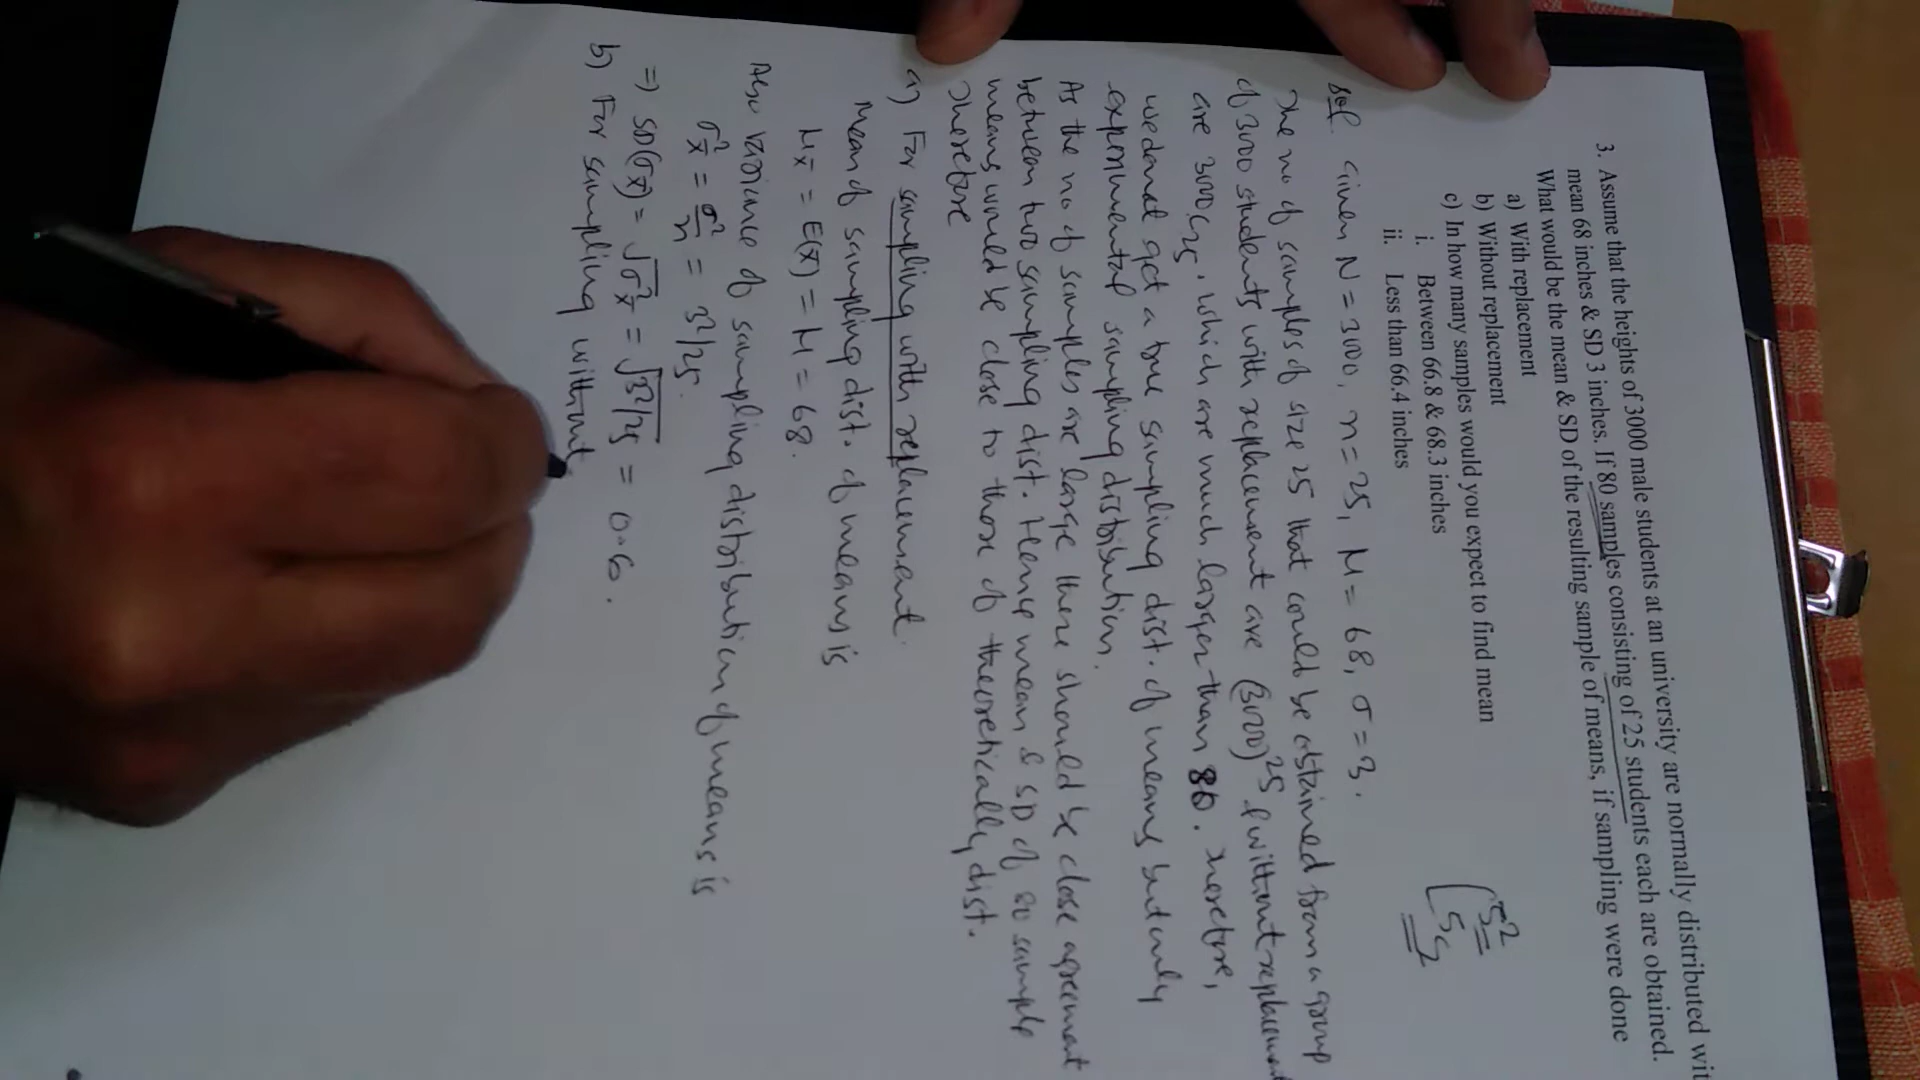 3. Assume that the heights of 3000 male students at an university are normally distributed wit
mean 68 inches & SD 3 inches. If 80 samples consisting of 25 students each are obtained.
What would be the mean & SD of the resulting sample of means, if sampling were done
a) With replacement
b) Without replacement
c) In how many samples would you expect to find mean
i. Between 66.8 & 68.3 inches
ii. Less than 66.4 inches
5²
5C2
Sol Given N = 3000, n = 25, μ = 68, σ = 3.
The no of samples of size 25 that could be obtained from a group
of 3000 students with replacement are (3000)²⁵ & without replacement
are 3000C25, which are much larger than 80. Therefore,
we do not get a true sampling dist. of means but only
experimental sampling distribution.
As the no of samples are large there should be close agreement
between two sampling dist. Hence mean & SD of 80 sample
means would be close to those of theoretically dist.
Therefore
a) For sampling with replacement.
Mean of sampling dist. of means is
μx̄ = E(x̄) = μ = 68.
Also variance of sampling distribution of means is
σ²x̄ = σ²/n = 3²/25.
⇒ SD(σx̄) = √σ²x̄ = √3²/25 = 0.6.
b) For sampling without